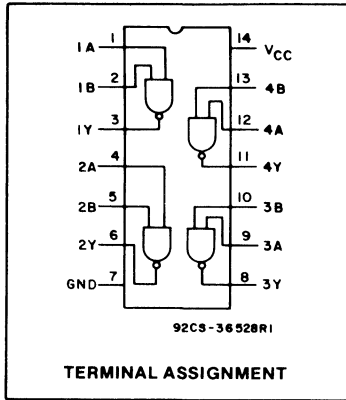 1A 1 14 VCC
1B 2 13 4B
1Y 3 12 4A
2A 4 11 4Y
2B 5 10 3B
2Y 6 9 3A
GND 7 8 3Y
92CS-36528R1
TERMINAL ASSIGNMENT